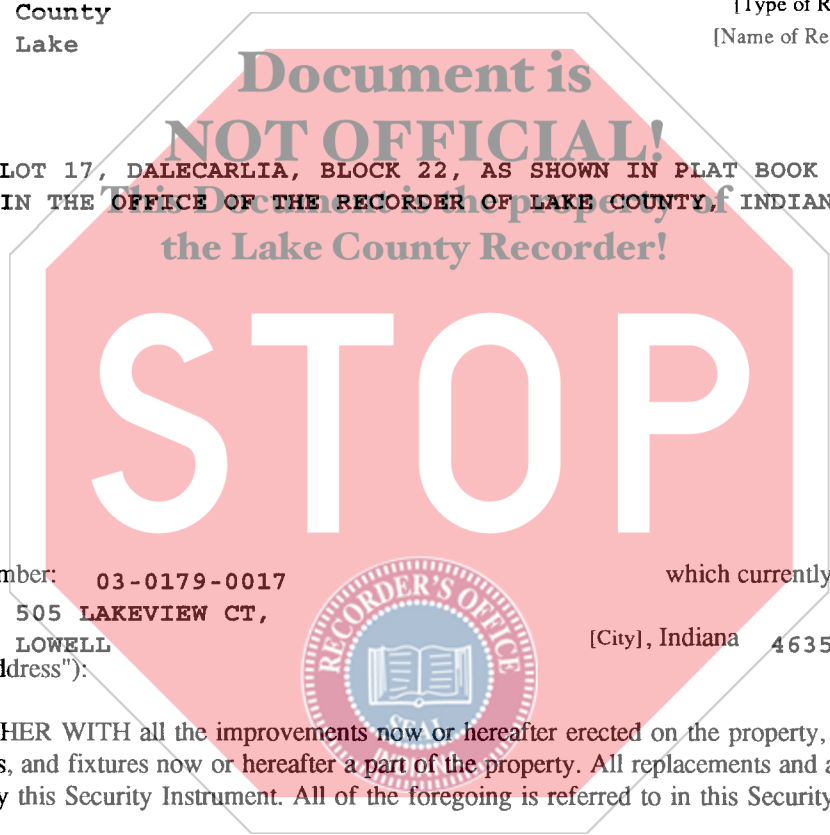 County
[Type of R
Lake
[Name of Re
Document is
NOT OFFICIAL!
LOT 17, DALECARLIA, BLOCK 22, AS SHOWN IN PLAT BOOK
IN THE OFFICE OF THE RECORDER OF LAKE COUNTY, INDIAN
This Document is the property of
the Lake County Recorder!
STOP
mber: 03-0179-0017 which currently
505 LAKEVIEW CT,
LOWELL [City], Indiana 4635
ddress"):
RECORDER'S OFFICE
SEAL
INDIANA
HER WITH all the improvements now or hereafter erected on the property,
s, and fixtures now or hereafter a part of the property. All replacements and a
y this Security Instrument. All of the foregoing is referred to in this Security